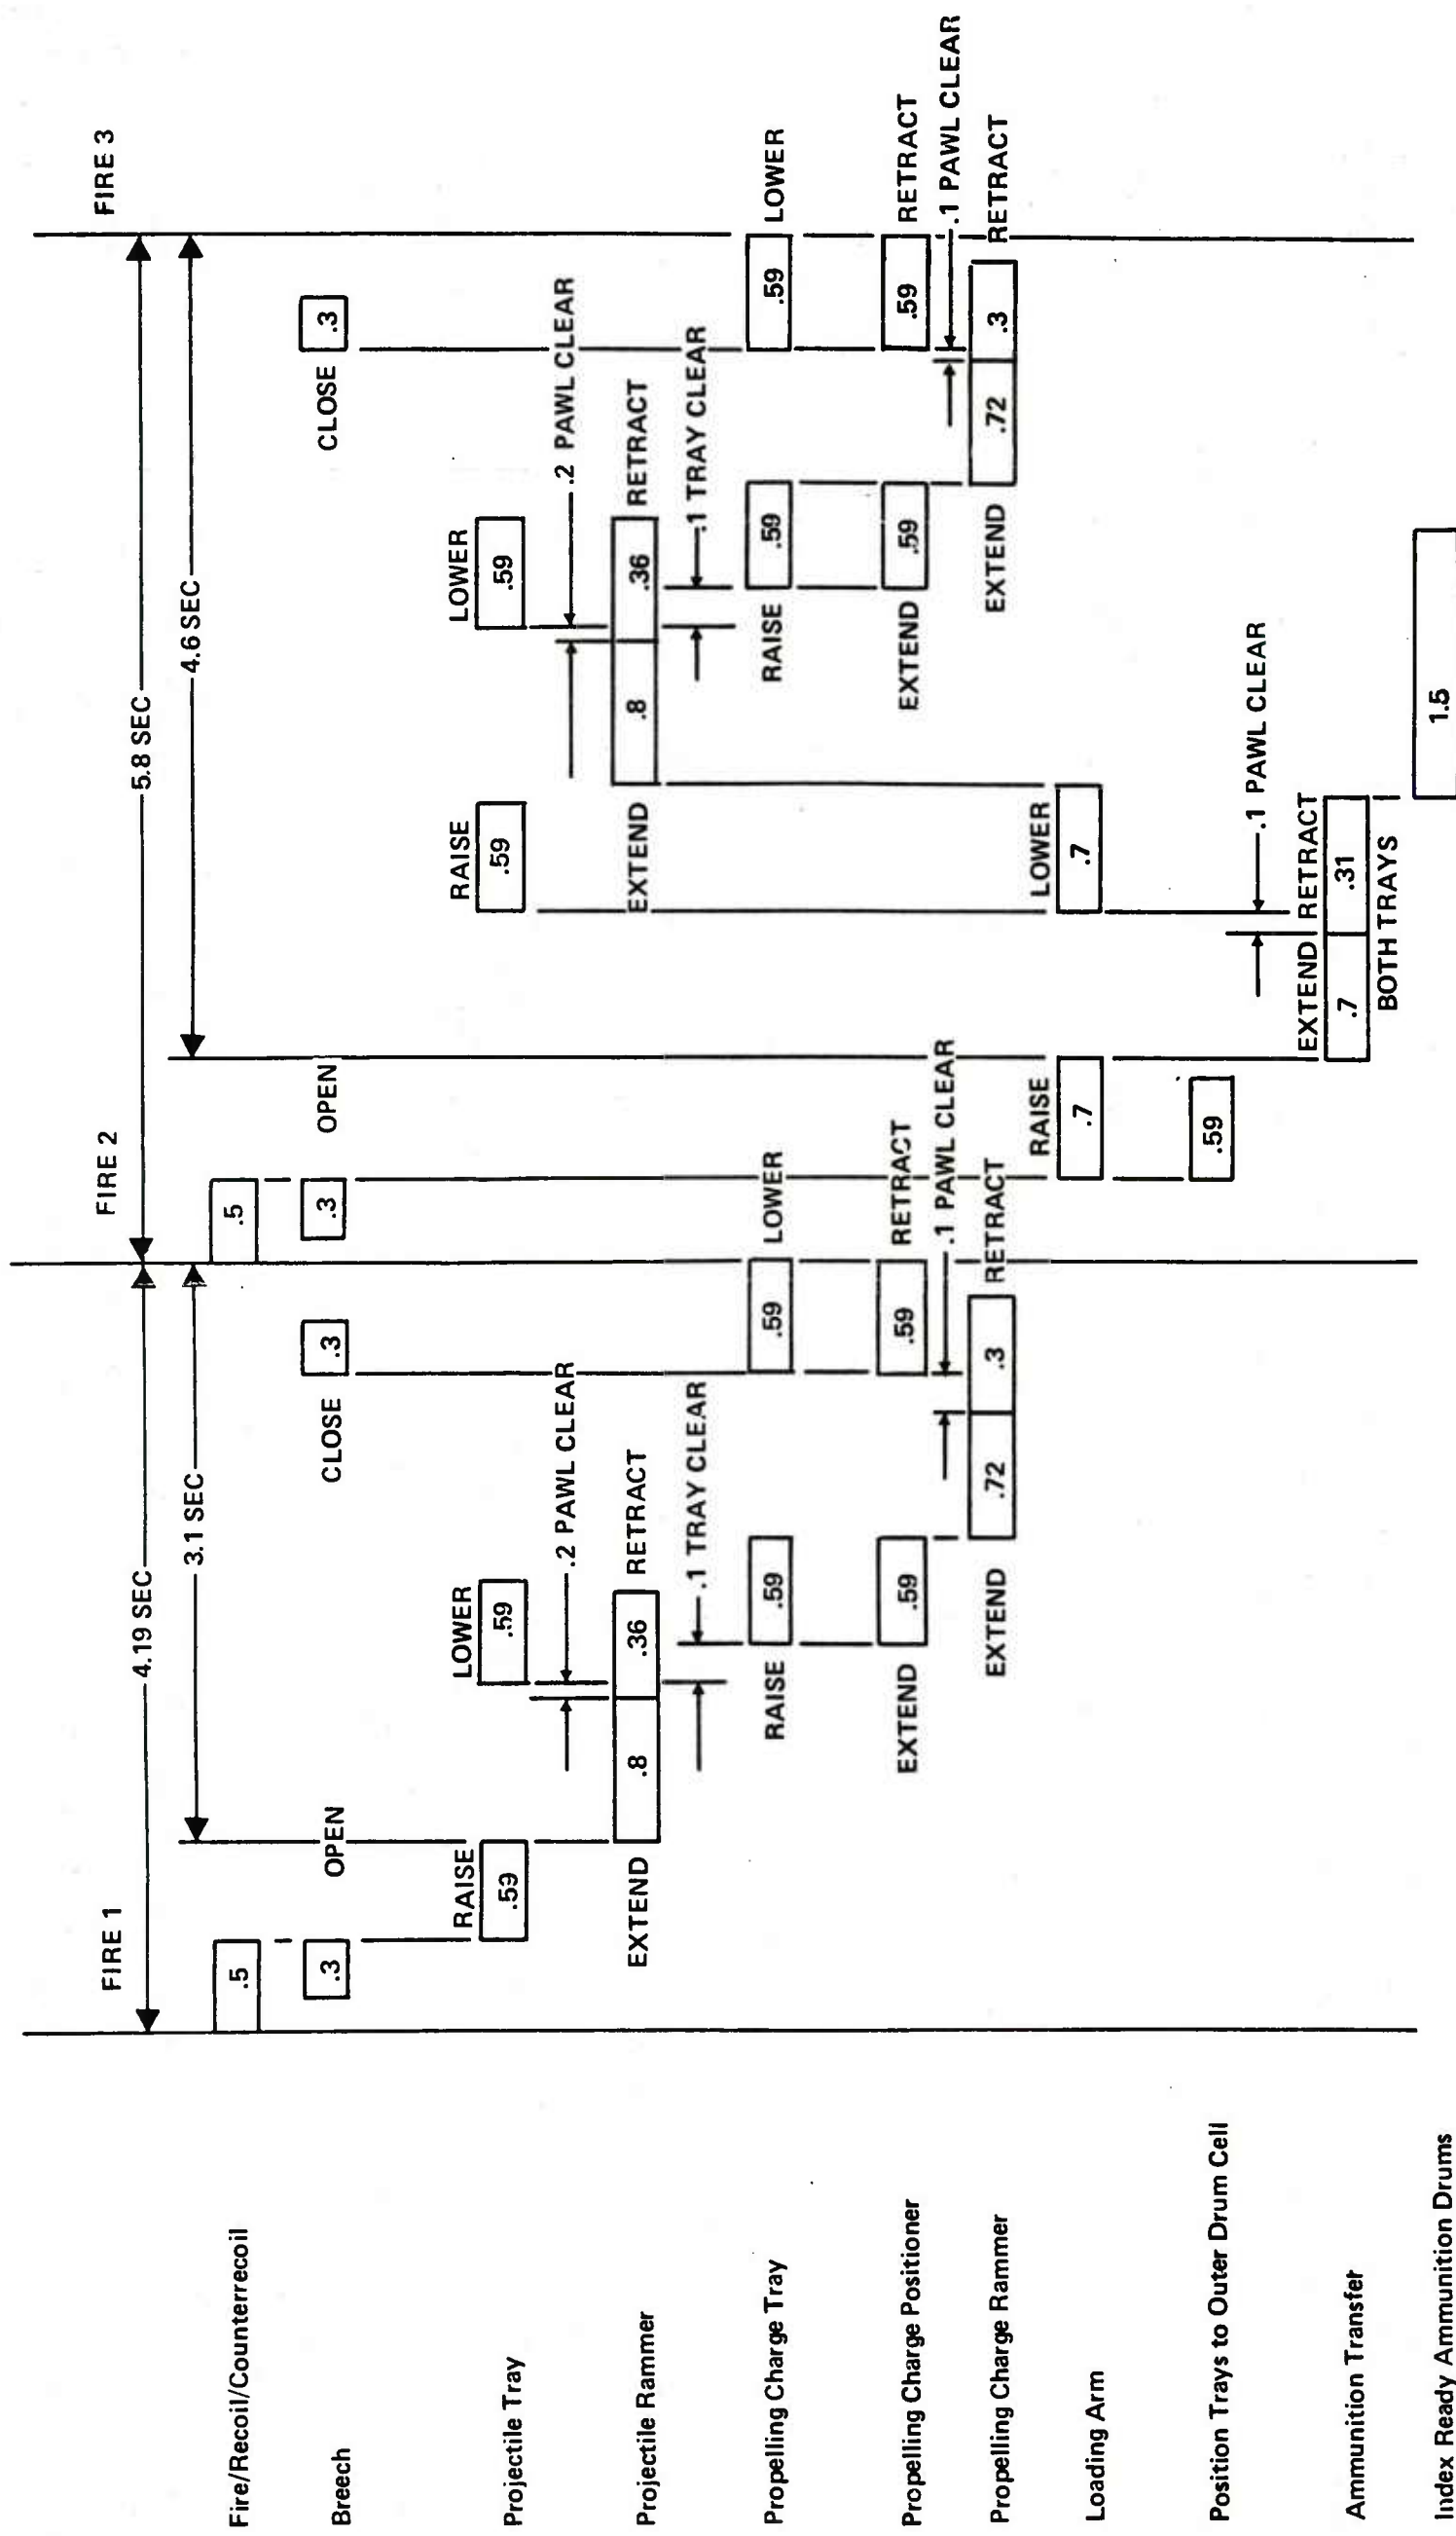 FIRE 1
FIRE 2
FIRE 3
4.19 SEC
5.8 SEC
3.1 SEC
4.6 SEC
Fire/Recoil/Counterrecoil
.5
.5
Breech
.3
OPEN
CLOSE
.3
.3
OPEN
CLOSE
.3
Projectile Tray
RAISE
.59
LOWER
.59
RAISE
.59
LOWER
.59
.2 PAWL CLEAR
.2 PAWL CLEAR
Projectile Rammer
EXTEND
.8
.36
RETRACT
EXTEND
.8
.36
RETRACT
.1 TRAY CLEAR
.1 TRAY CLEAR
Propelling Charge Tray
RAISE
.59
.59
LOWER
RAISE
.59
.59
LOWER
Propelling Charge Positioner
EXTEND
.59
.59
RETRACT
EXTEND
.59
.59
RETRACT
.1 PAWL CLEAR
.1 PAWL CLEAR
Propelling Charge Rammer
EXTEND
.72
.3
RETRACT
EXTEND
.72
.3
RETRACT
Loading Arm
RAISE
.7
LOWER
.7
Position Trays to Outer Drum Cell
.59
.1 PAWL CLEAR
Ammunition Transfer
EXTEND
RETRACT
.7
.31
BOTH TRAYS
Index Ready Ammunition Drums
1.5